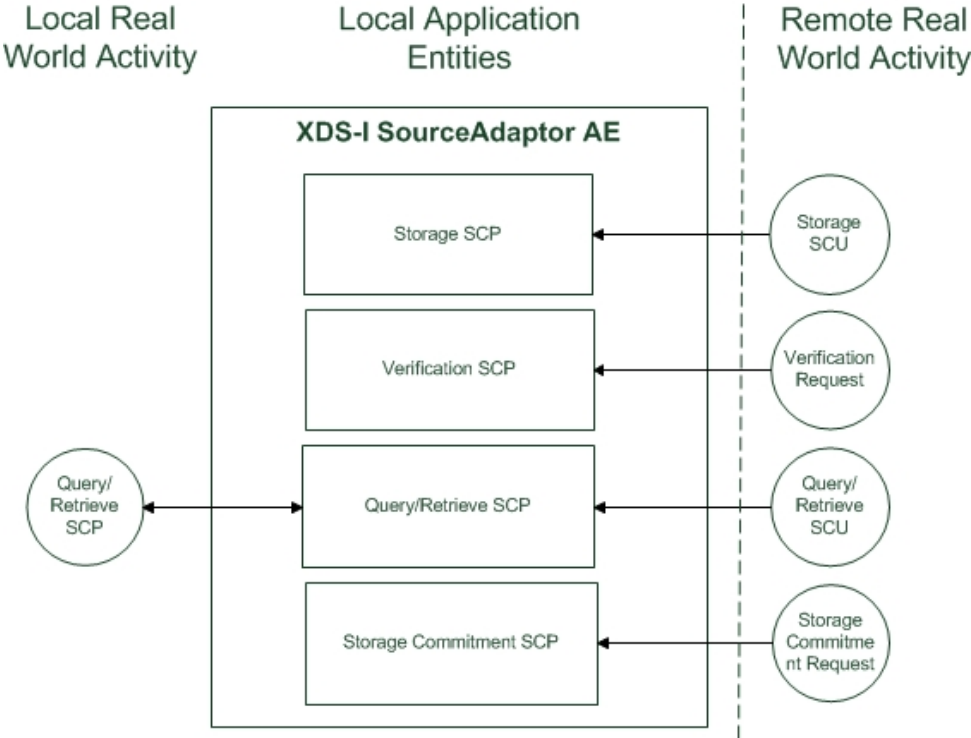 Local Real
World Activity
Local Application
Entities
Remote Real
World Activity
XDS-I SourceAdaptor AE
Storage SCP
Storage
SCU
Verification SCP
Verification
Request
Query/
Retrieve
SCP
Query/Retrieve SCP
Query/
Retrieve
SCU
Storage Commitment SCP
Storage
Commitme
nt Request